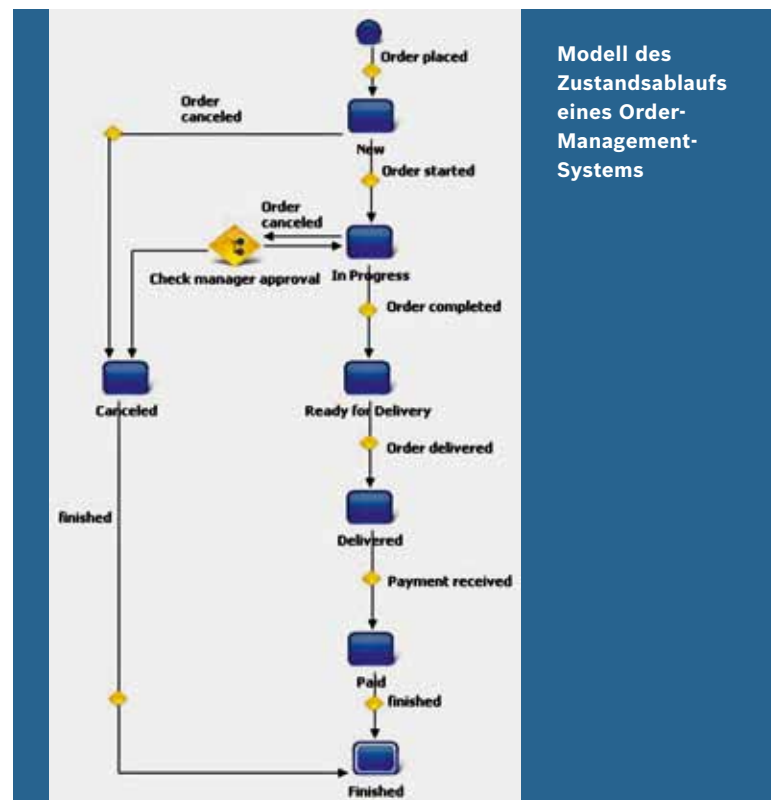 Order placed
Modell des
Zustandsablaufs
eines Order-
Management-
Systems
Order
canceled
New
Order started
Order
canceled
Check manager approval
In Progress
Order completed
Canceled
Ready for Delivery
Order delivered
finished
Delivered
Payment received
Paid
finished
Finished